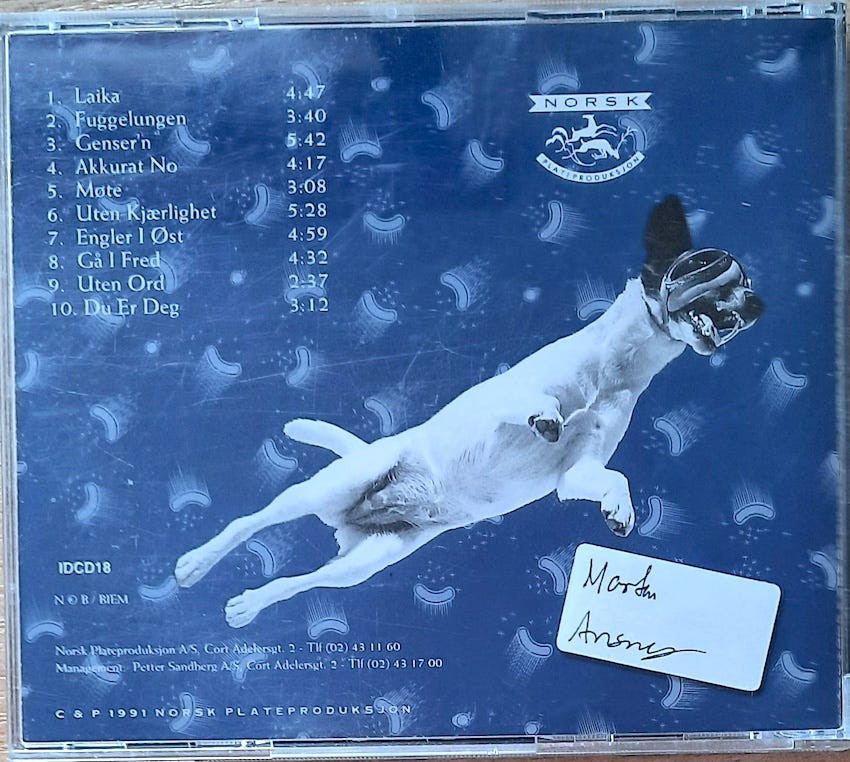 1. Laika 4:47
2. Fuggelungen 3:40
3. Genser'n 5:42
4. Akkurat No 4:17
5. Møte 3:08
6. Uten Kjærlighet 5:28
7. Engler I Øst 4:59
8. Gå I Fred 4:32
9. Uten Ord 2:37
10. Du Er Deg 3:12
NORSK
PLATEPRODUKSJON
IDCD18
N©B / BIEM
Norsk Plateproduksjon A/S, Cort Adelersgt. 2 - Tlf (02) 43 11 60
Management: Petter Sandberg A/S, Cort Adelersgt. 2 - Tlf (02) 43 17 00
C & P 1991 NORSK PLATEPRODUKSJON